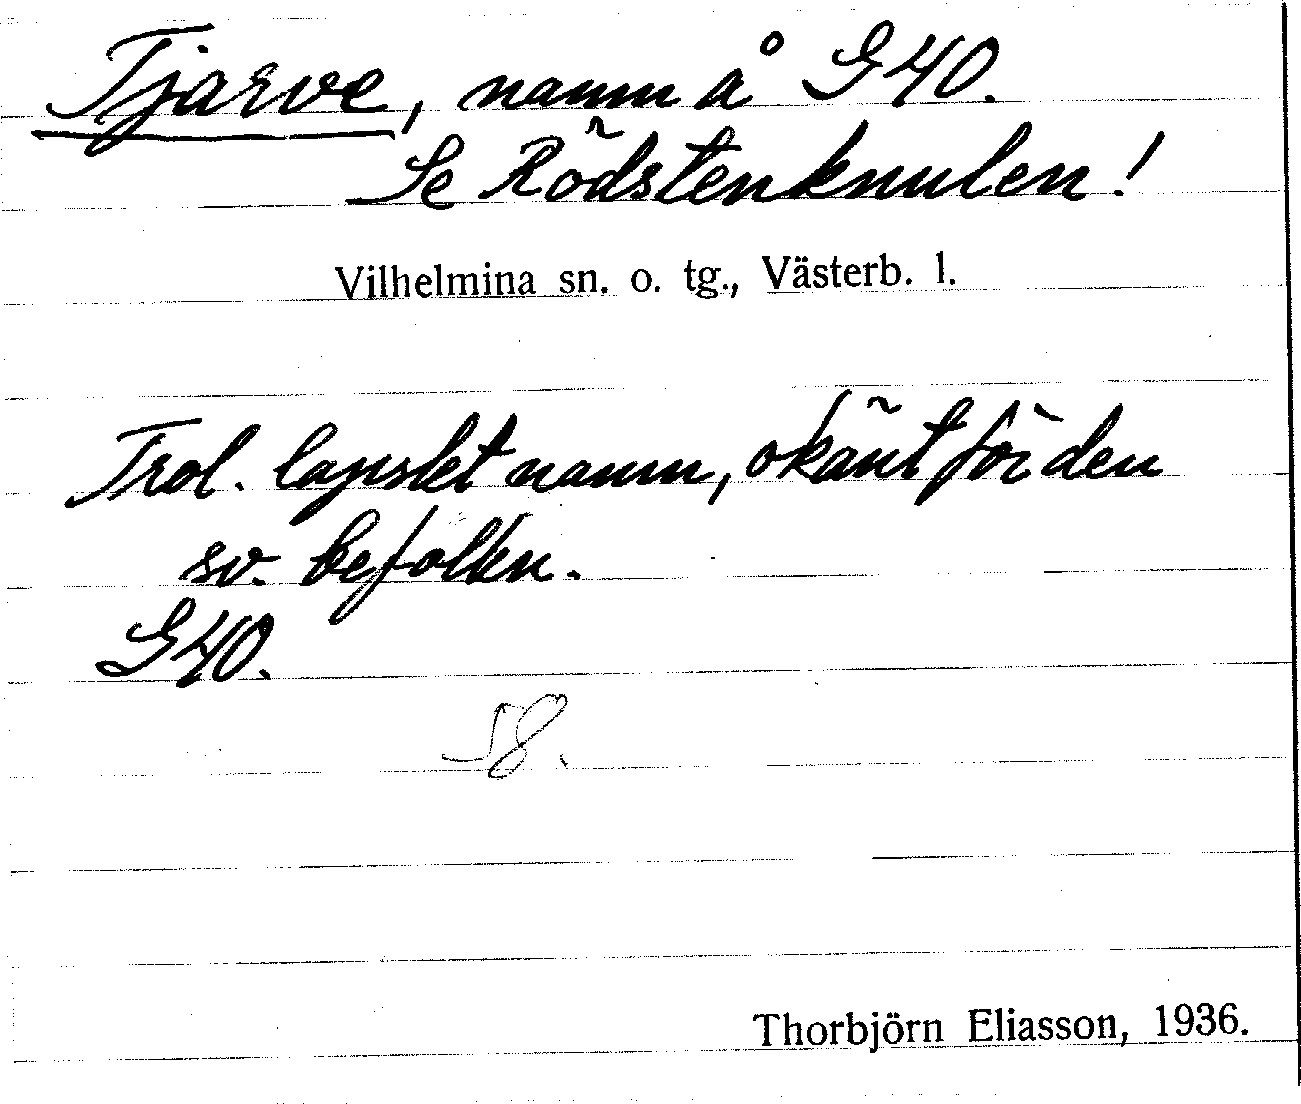 Tjarve, namn å G40.
Se Rödstenknulen!
Vilhelmina sn. o. tg., Västerb. l.
Trol. lapskt namn, okänt för den
sv. befolkn.
G40.
58.
Thorbjörn Eliasson, 1936.